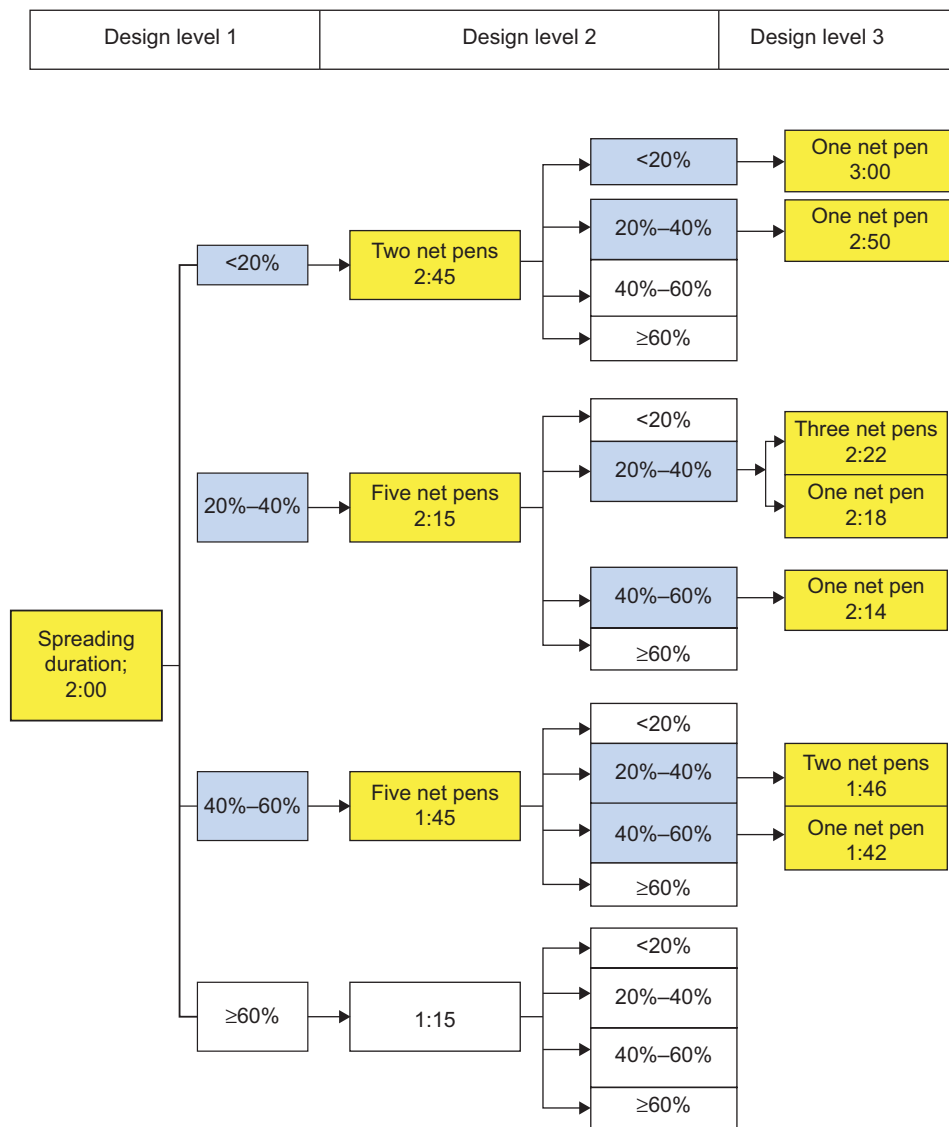 Design level 1
Design level 2
Design level 3
<20%
One net pen
3:00
20%–40%
One net pen
2:50
<20%
Two net pens
2:45
40%–60%
≥60%
<20%
Three net pens
2:22
20%–40%
20%–40%
Five net pens
2:15
One net pen
2:18
40%–60%
One net pen
2:14
Spreading
duration;
2:00
≥60%
<20%
20%–40%
Two net pens
1:46
40%–60%
Five net pens
1:45
40%–60%
One net pen
1:42
≥60%
<20%
20%–40%
≥60%
1:15
40%–60%
≥60%